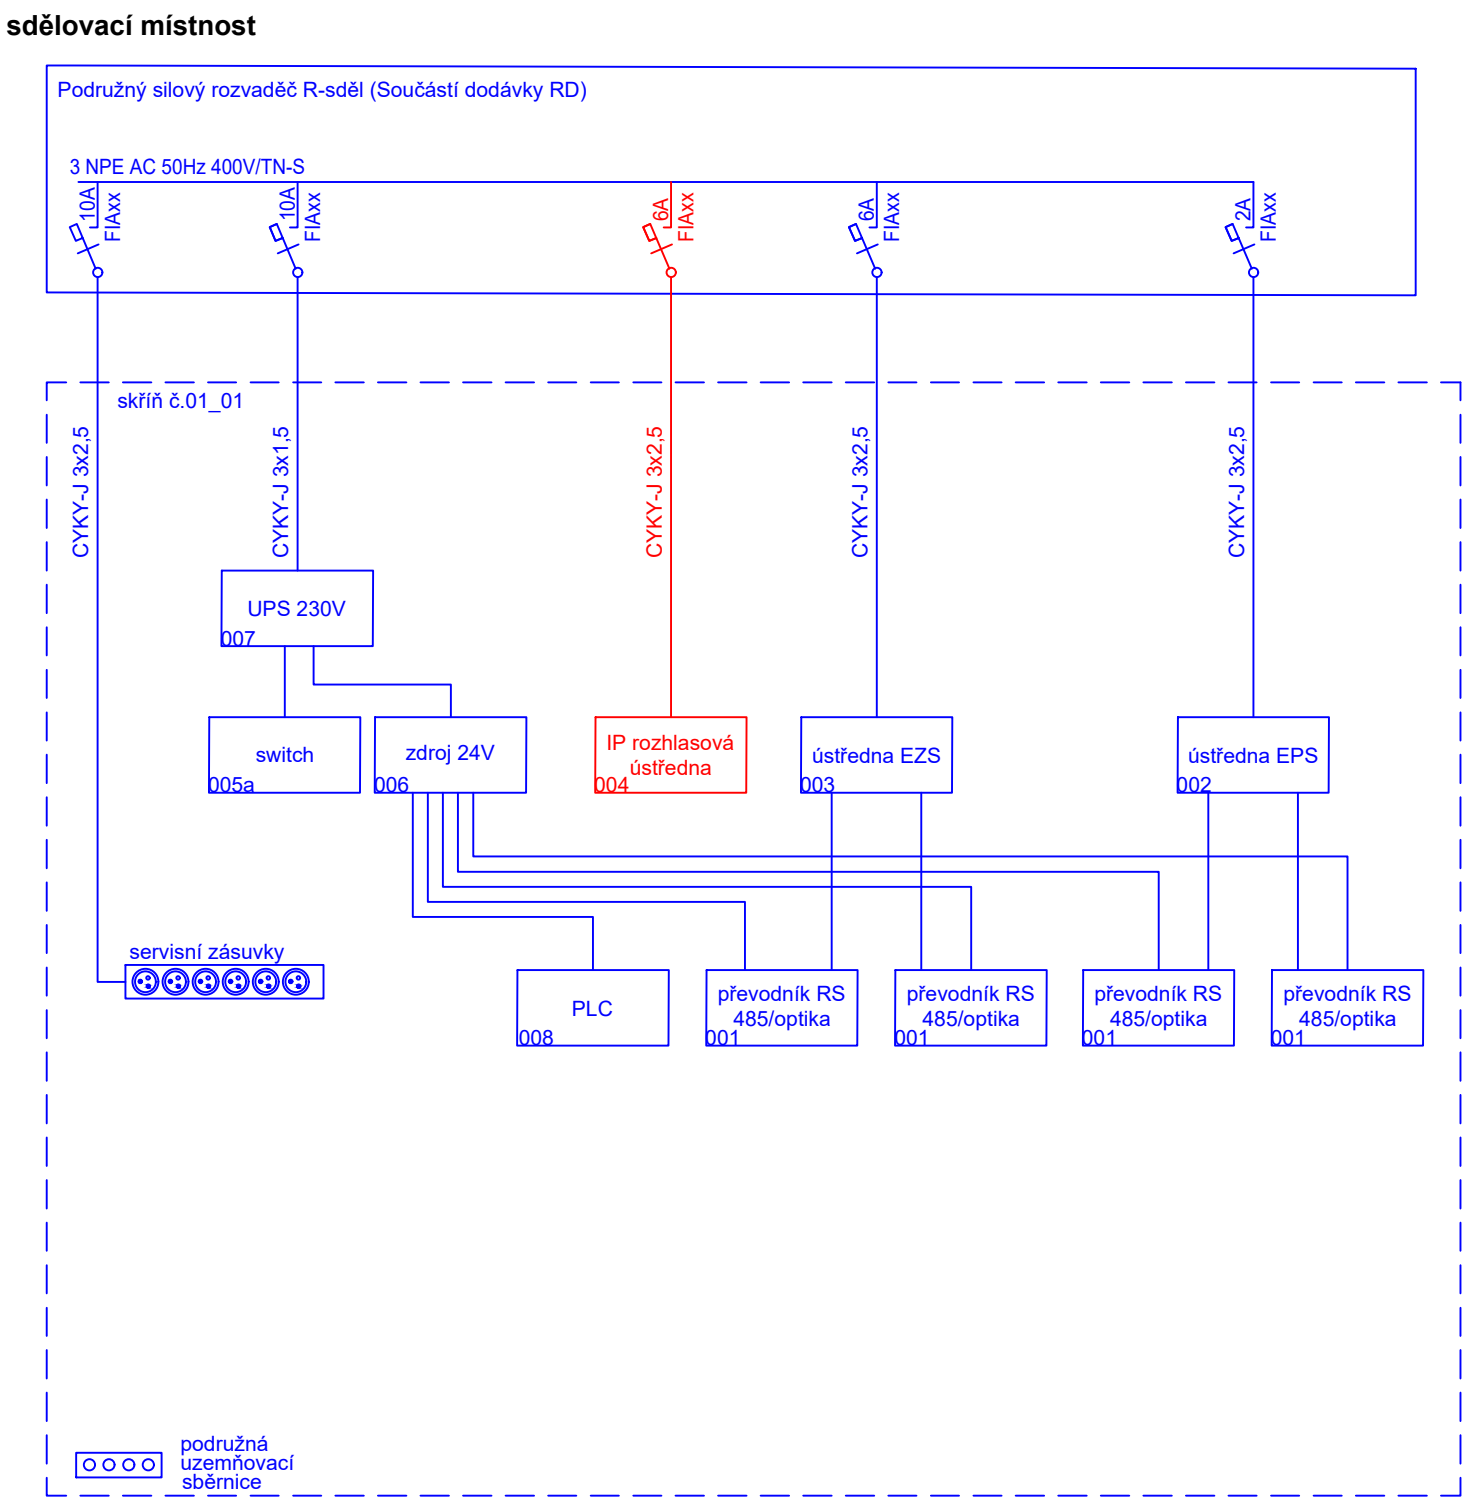 sdělovací místnost
Podružný silový rozvaděč R-sděl (Součástí dodávky RD)
3 NPE AC 50Hz 400V/TN-S
10A
FIAxx
10A
FIAxx
6A
FIAxx
6A
FIAxx
2A
FIAxx
skříň č.01_01
CYKY-J 3x2,5
CYKY-J 3x1,5
CYKY-J 3x2,5
CYKY-J 3x2,5
CYKY-J 3x2,5
UPS 230V
007
switch
005a
zdroj 24V
006
IP rozhlasová
ústředna
004
ústředna EZS
003
ústředna EPS
002
servisní zásuvky
PLC
008
převodník RS
485/optika
001
převodník RS
485/optika
001
převodník RS
485/optika
001
převodník RS
485/optika
001
podružná
uzemňovací
sběrnice